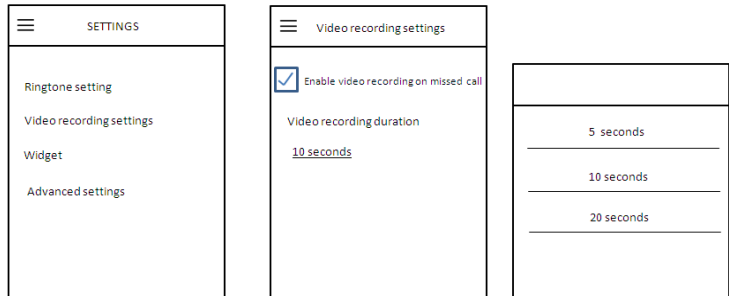 SETTINGS
Ringtone setting
Video recording settings
Widget
Advanced settings
Video recording settings
Enable video recording on missed call
Video recording duration
10 seconds
5 seconds
10 seconds
20 seconds